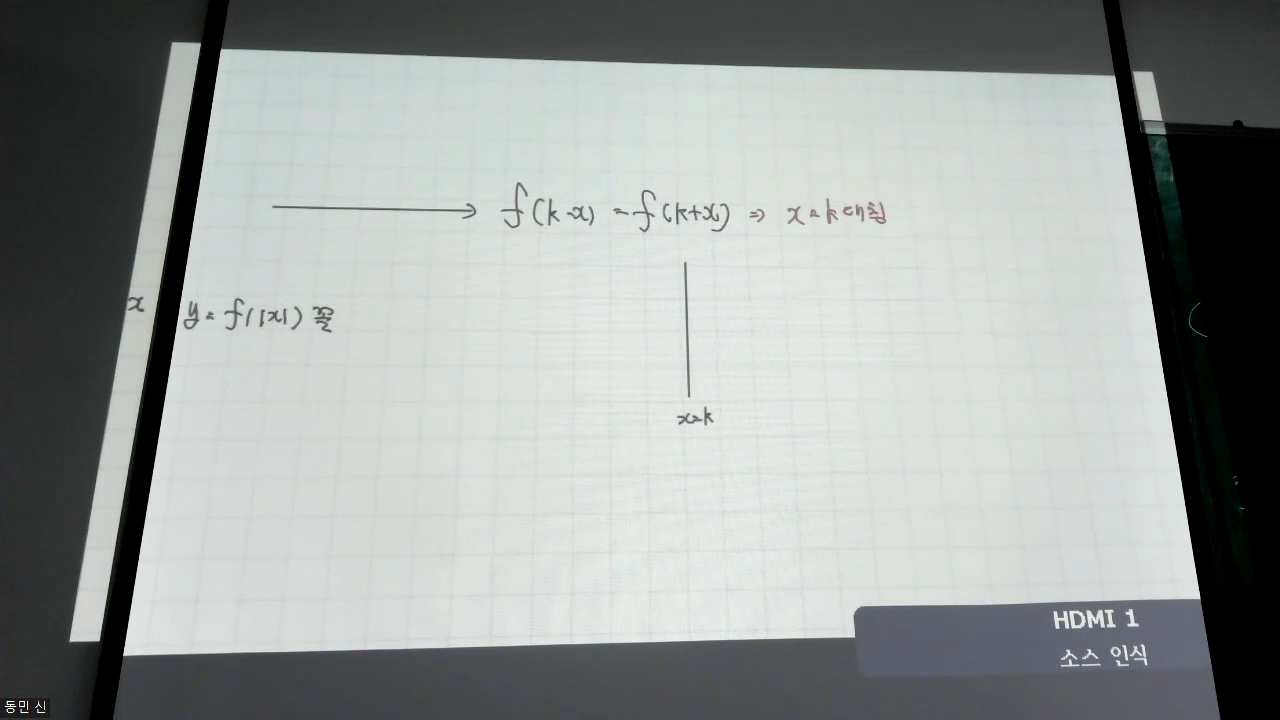 f(k-x) = f(k+x) ⇒ x=k 대칭
x y= f(|x|) 꼴
x=k
HDMI 1
소스 인식
동민 신